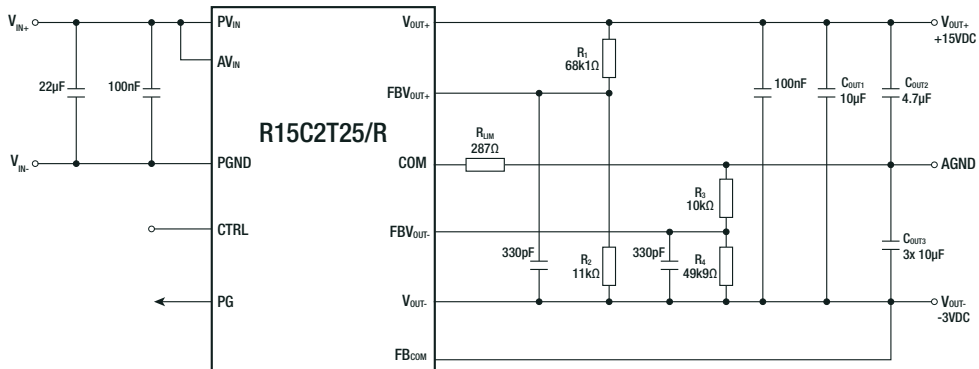 VIN+
PVIN
VOUT+
VOUT+
+15VDC
R1
68k1Ω
AVIN
22µF
100nF
FBVOUT+
100nF
COUT1
10µF
COUT2
4.7µF
R15C2T25/R
RLIM
287Ω
VIN-
PGND
COM
AGND
R3
10kΩ
CTRL
FBVOUT-
330pF
R2
11kΩ
330pF
R4
49k9Ω
COUT3
3x 10µF
PG
VOUT-
VOUT-
-3VDC
FBCOM